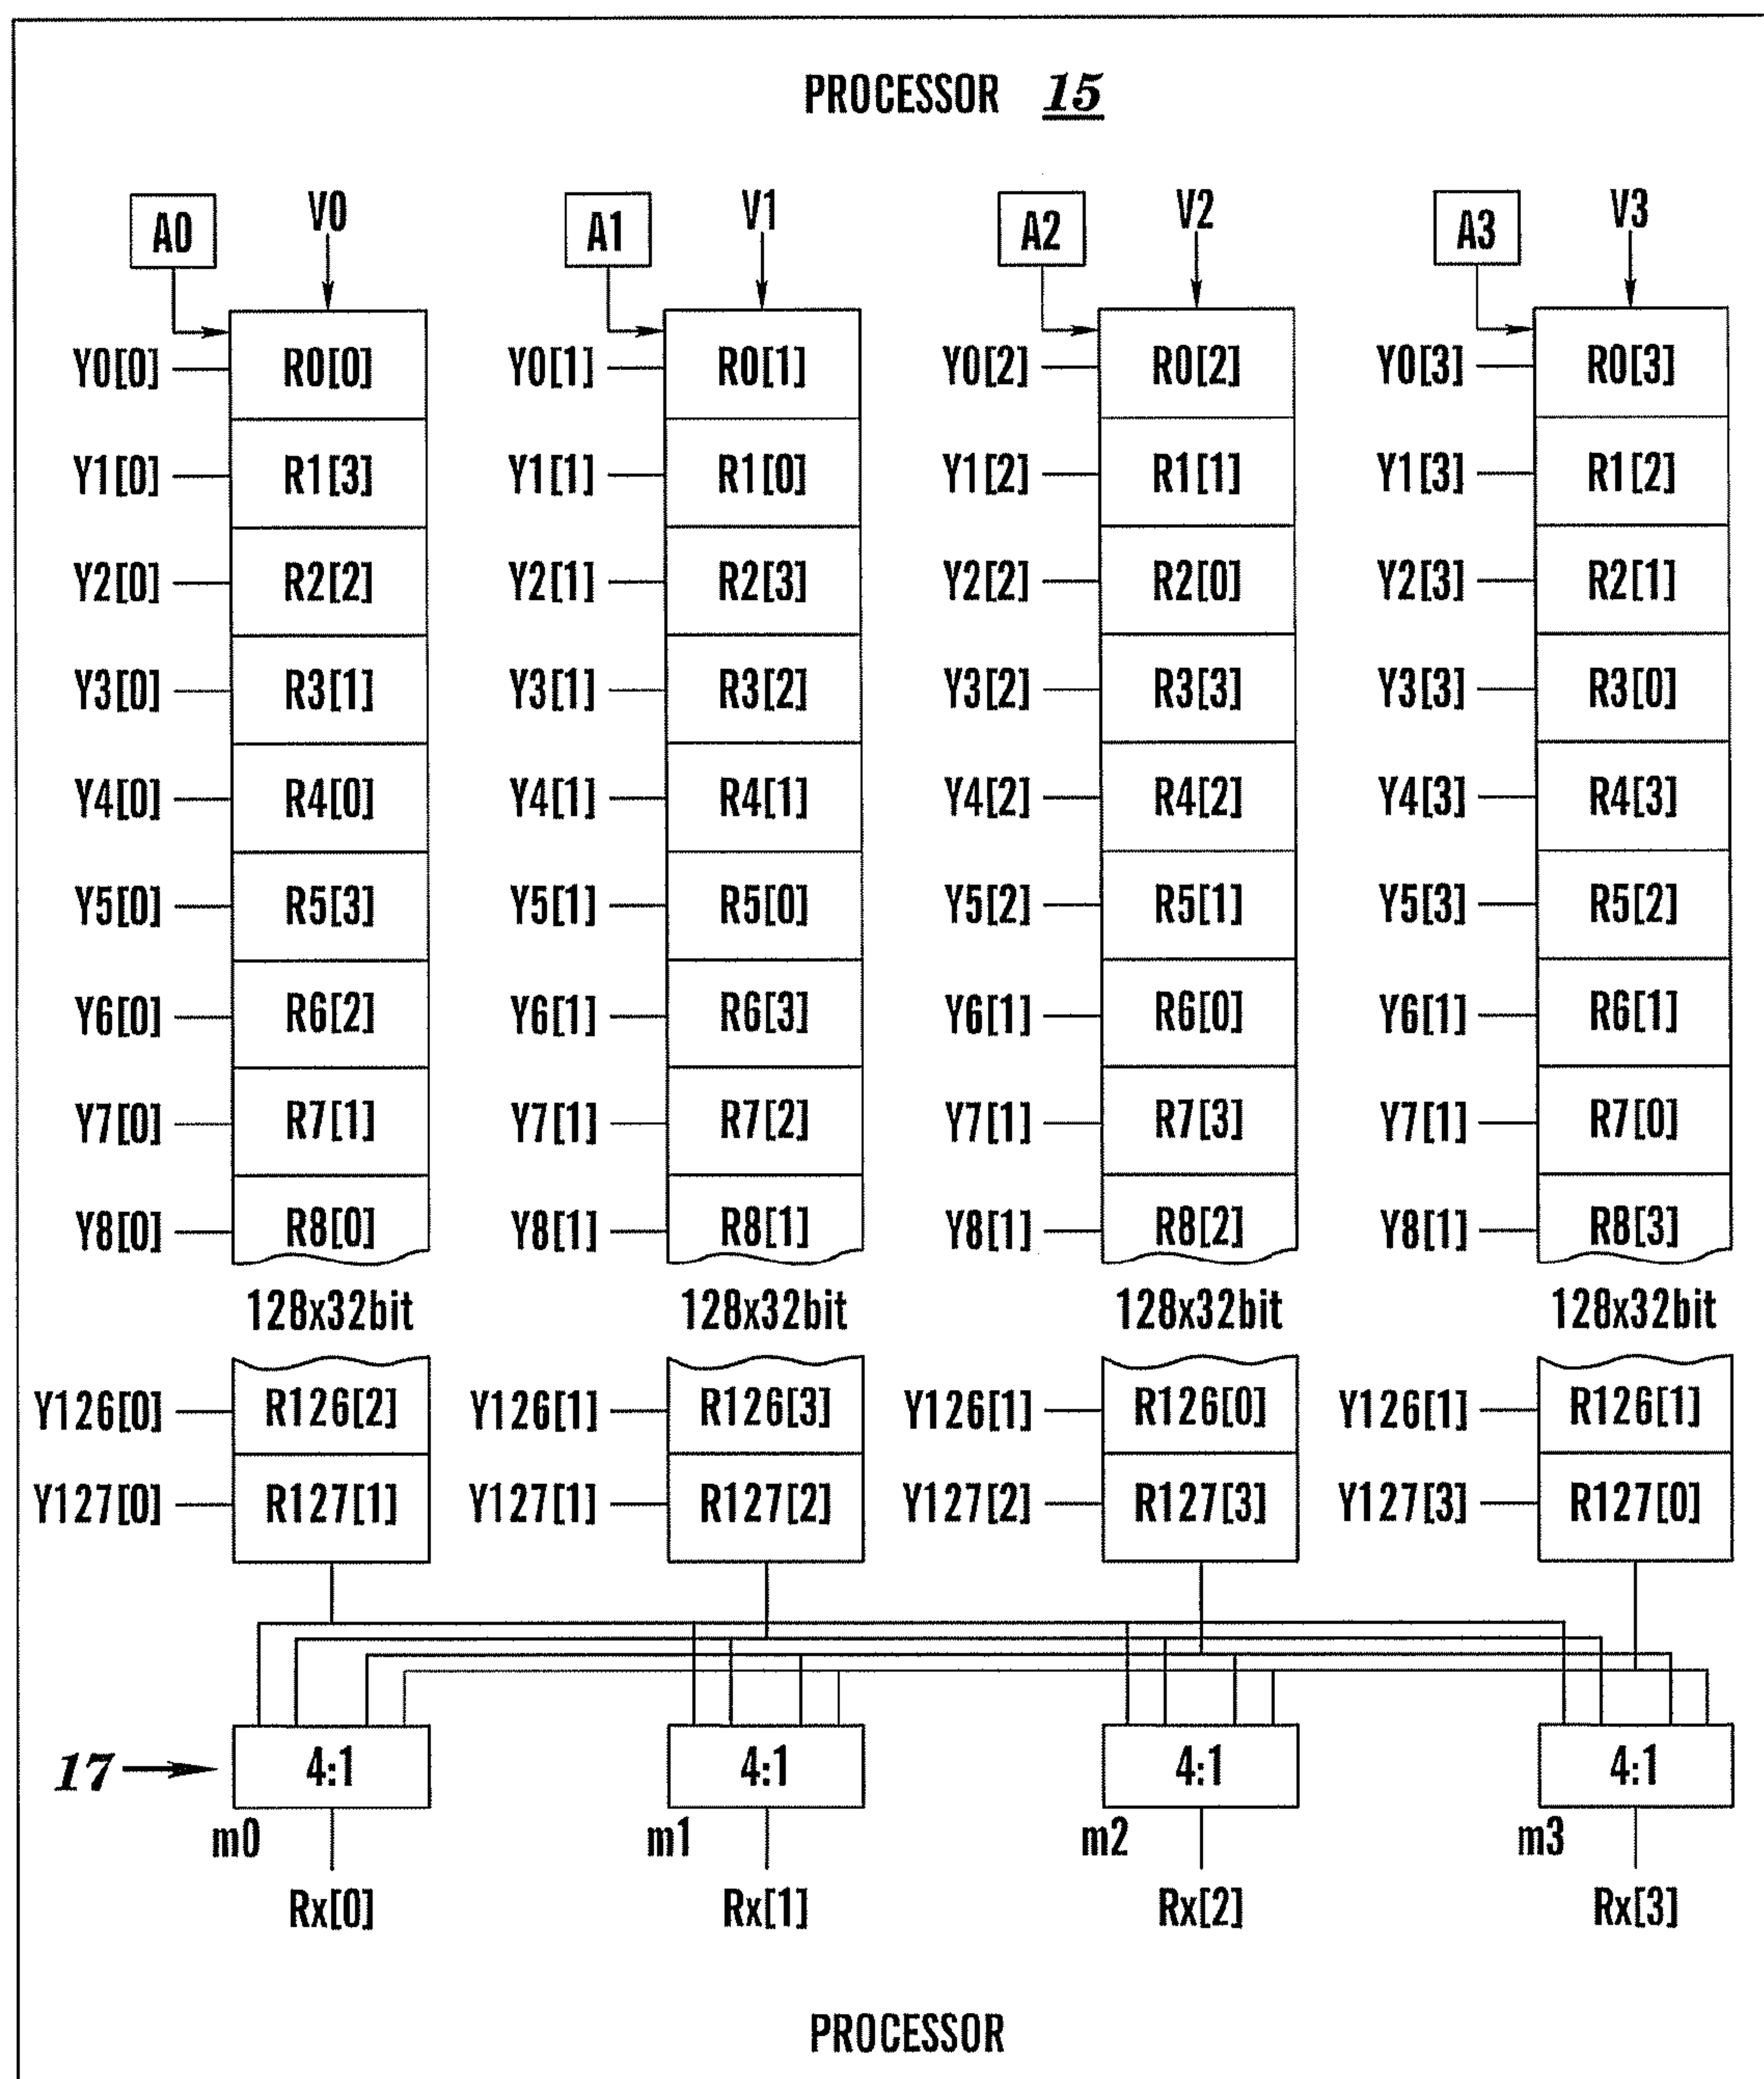 PROCESSOR 15
A0 V0 A1 V1 A2 V2 A3 V3
Y0[0] R0[0] Y0[1] R0[1] Y0[2] R0[2] Y0[3] R0[3]
Y1[0] R1[3] Y1[1] R1[0] Y1[2] R1[1] Y1[3] R1[2]
Y2[0] R2[2] Y2[1] R2[3] Y2[2] R2[0] Y2[3] R2[1]
Y3[0] R3[1] Y3[1] R3[2] Y3[2] R3[3] Y3[3] R3[0]
Y4[0] R4[0] Y4[1] R4[1] Y4[2] R4[2] Y4[3] R4[3]
Y5[0] R5[3] Y5[1] R5[0] Y5[2] R5[1] Y5[3] R5[2]
Y6[0] R6[2] Y6[1] R6[3] Y6[1] R6[0] Y6[1] R6[1]
Y7[0] R7[1] Y7[1] R7[2] Y7[1] R7[3] Y7[1] R7[0]
Y8[0] R8[0] Y8[1] R8[1] Y8[1] R8[2] Y8[1] R8[3]
128x32bit 128x32bit 128x32bit 128x32bit
Y126[0] R126[2] Y126[1] R126[3] Y126[1] R126[0] Y126[1] R126[1]
Y127[0] R127[1] Y127[1] R127[2] Y127[2] R127[3] Y127[3] R127[0]
17 4:1 4:1 4:1 4:1
m0 m1 m2 m3
Rx[0] Rx[1] Rx[2] Rx[3]
PROCESSOR